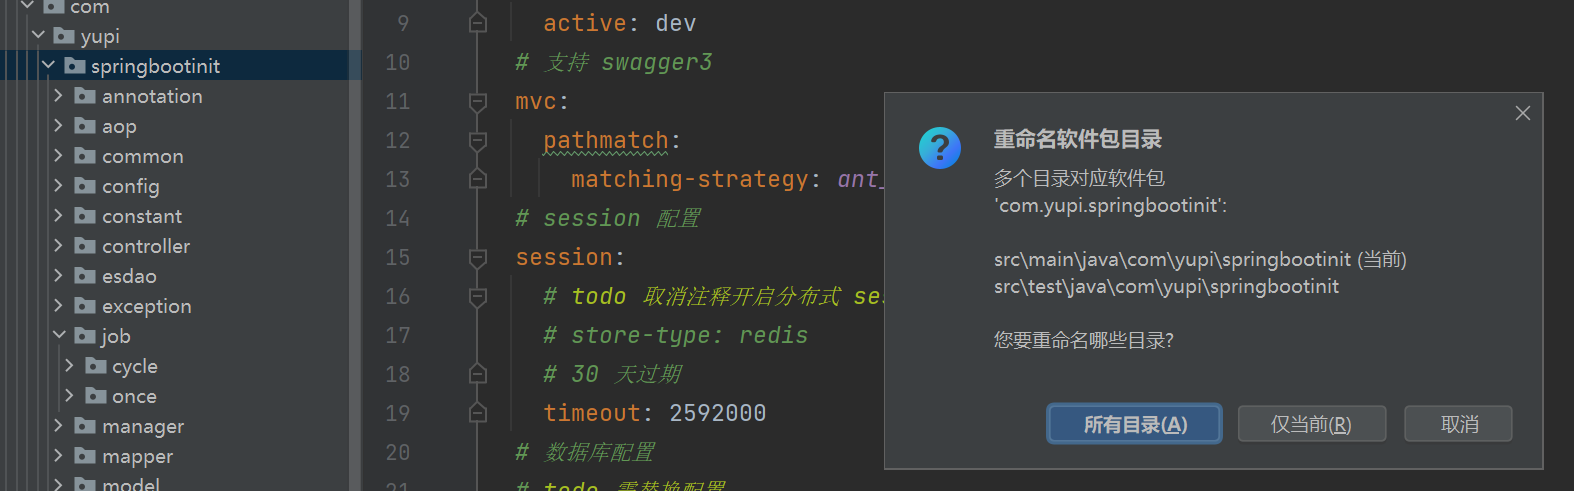 com
yupi
springbootinit
annotation
aop
common
config
constant
controller
esdao
exception
job
cycle
once
manager
mapper
model
9 active: dev
10 # 支持 swagger3
11 mvc:
12 pathmatch:
13 matching-strategy: ant_
14 # session 配置
15 session:
16 # todo 取消注释开启分布式 ses
17 # store-type: redis
18 # 30 天过期
19 timeout: 2592000
20 # 数据库配置
21 # todo 需替换配置
重命名软件包目录
多个目录对应软件包
'com.yupi.springbootinit':
src\main\java\com\yupi\springbootinit (当前)
src\test\java\com\yupi\springbootinit
您要重命名哪些目录?
所有目录(A)
仅当前(R)
取消